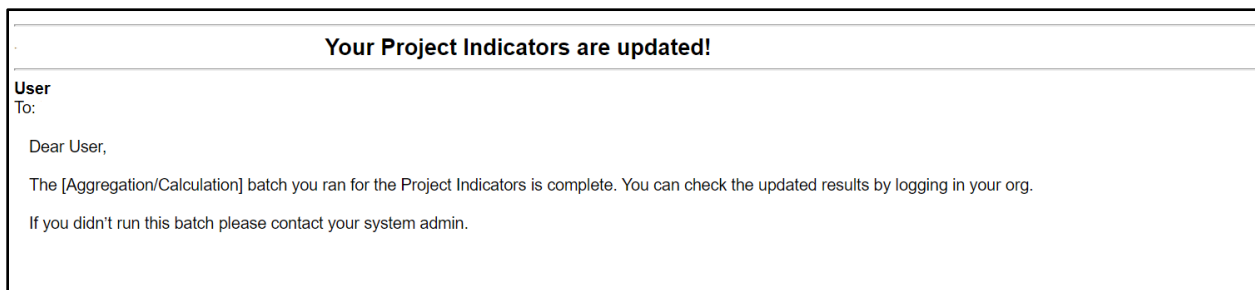 Your Project Indicators are updated!
User
To:
Dear User,
The [Aggregation/Calculation] batch you ran for the Project Indicators is complete. You can check the updated results by logging in your org.
If you didn't run this batch please contact your system admin.